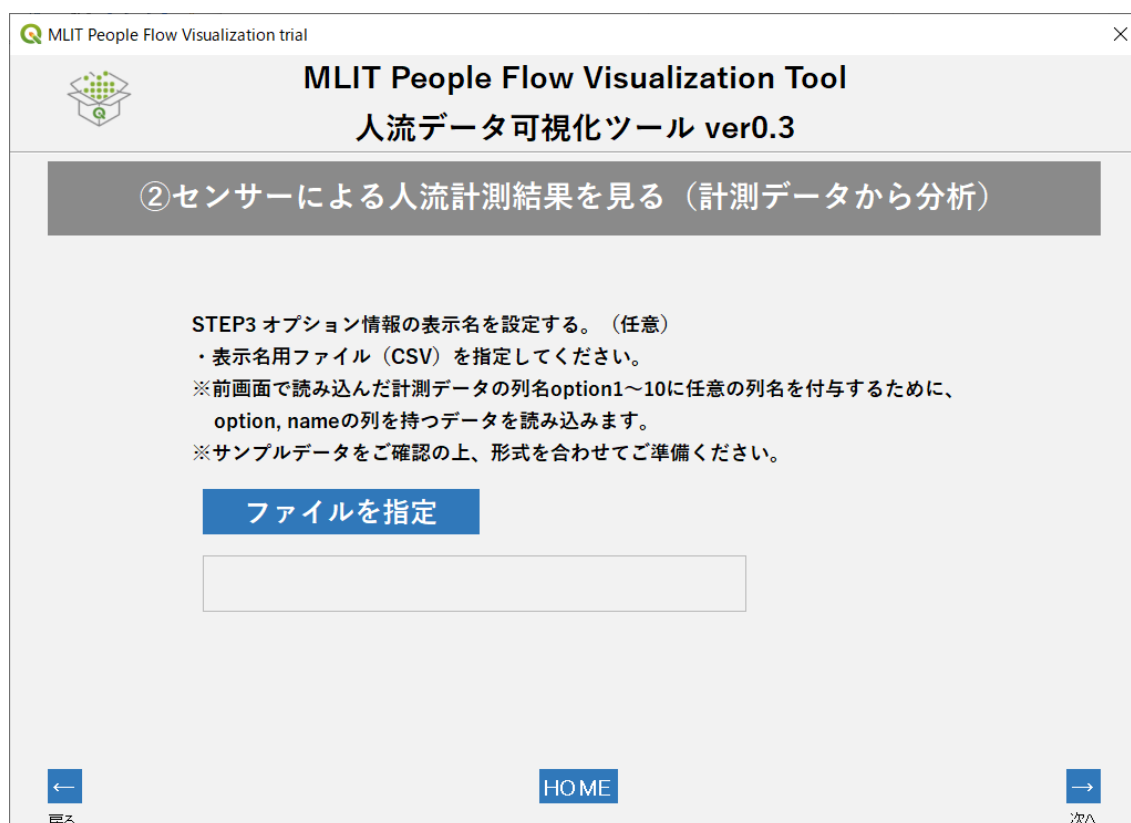 MLIT People Flow Visualization trial
MLIT People Flow Visualization Tool
人流データ可視化ツール ver0.3
②センサーによる人流計測結果を見る（計測データから分析）
STEP3 オプション情報の表示名を設定する。（任意）
・表示名用ファイル（CSV）を指定してください。
※前画面で読み込んだ計測データの列名option1～10に任意の列名を付与するために、
option, nameの列を持つデータを読み込みます。
※サンプルデータをご確認の上、形式を合わせてご準備ください。
ファイルを指定
← HOME →
戻る 次へ